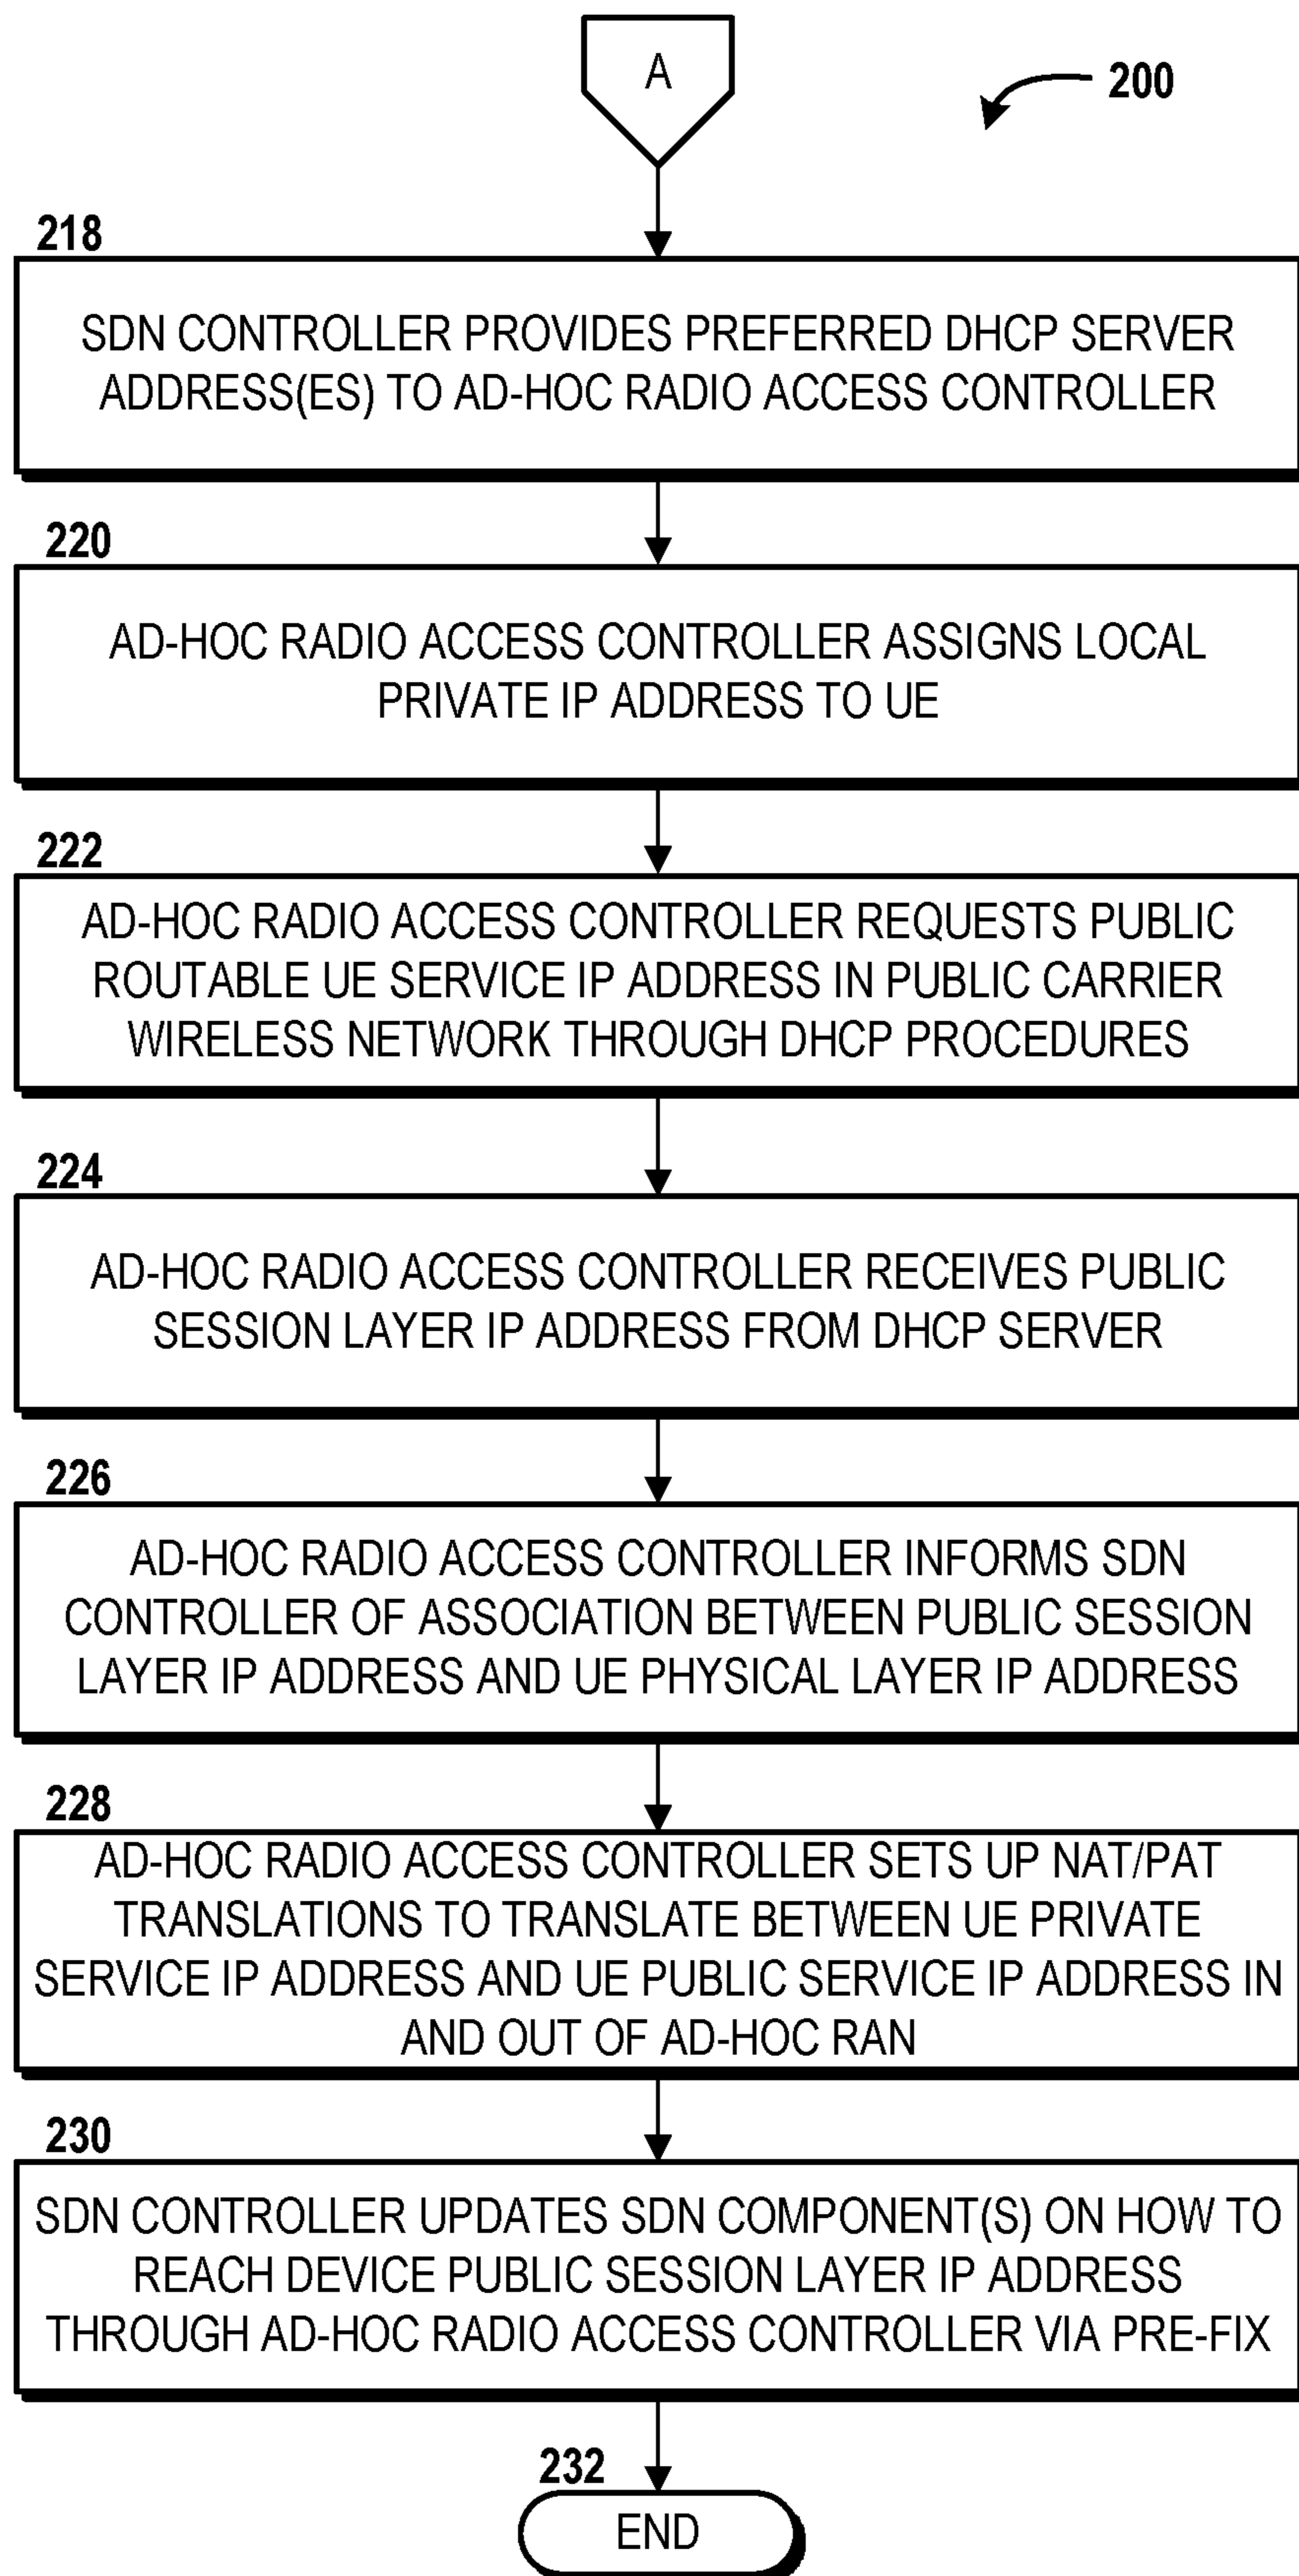 A
200
218
SDN CONTROLLER PROVIDES PREFERRED DHCP SERVER
ADDRESS(ES) TO AD-HOC RADIO ACCESS CONTROLLER
220
AD-HOC RADIO ACCESS CONTROLLER ASSIGNS LOCAL
PRIVATE IP ADDRESS TO UE
222
AD-HOC RADIO ACCESS CONTROLLER REQUESTS PUBLIC
ROUTABLE UE SERVICE IP ADDRESS IN PUBLIC CARRIER
WIRELESS NETWORK THROUGH DHCP PROCEDURES
224
AD-HOC RADIO ACCESS CONTROLLER RECEIVES PUBLIC
SESSION LAYER IP ADDRESS FROM DHCP SERVER
226
AD-HOC RADIO ACCESS CONTROLLER INFORMS SDN
CONTROLLER OF ASSOCIATION BETWEEN PUBLIC SESSION
LAYER IP ADDRESS AND UE PHYSICAL LAYER IP ADDRESS
228
AD-HOC RADIO ACCESS CONTROLLER SETS UP NAT/PAT
TRANSLATIONS TO TRANSLATE BETWEEN UE PRIVATE
SERVICE IP ADDRESS AND UE PUBLIC SERVICE IP ADDRESS IN
AND OUT OF AD-HOC RAN
230
SDN CONTROLLER UPDATES SDN COMPONENT(S) ON HOW TO
REACH DEVICE PUBLIC SESSION LAYER IP ADDRESS
THROUGH AD-HOC RADIO ACCESS CONTROLLER VIA PRE-FIX
232
END